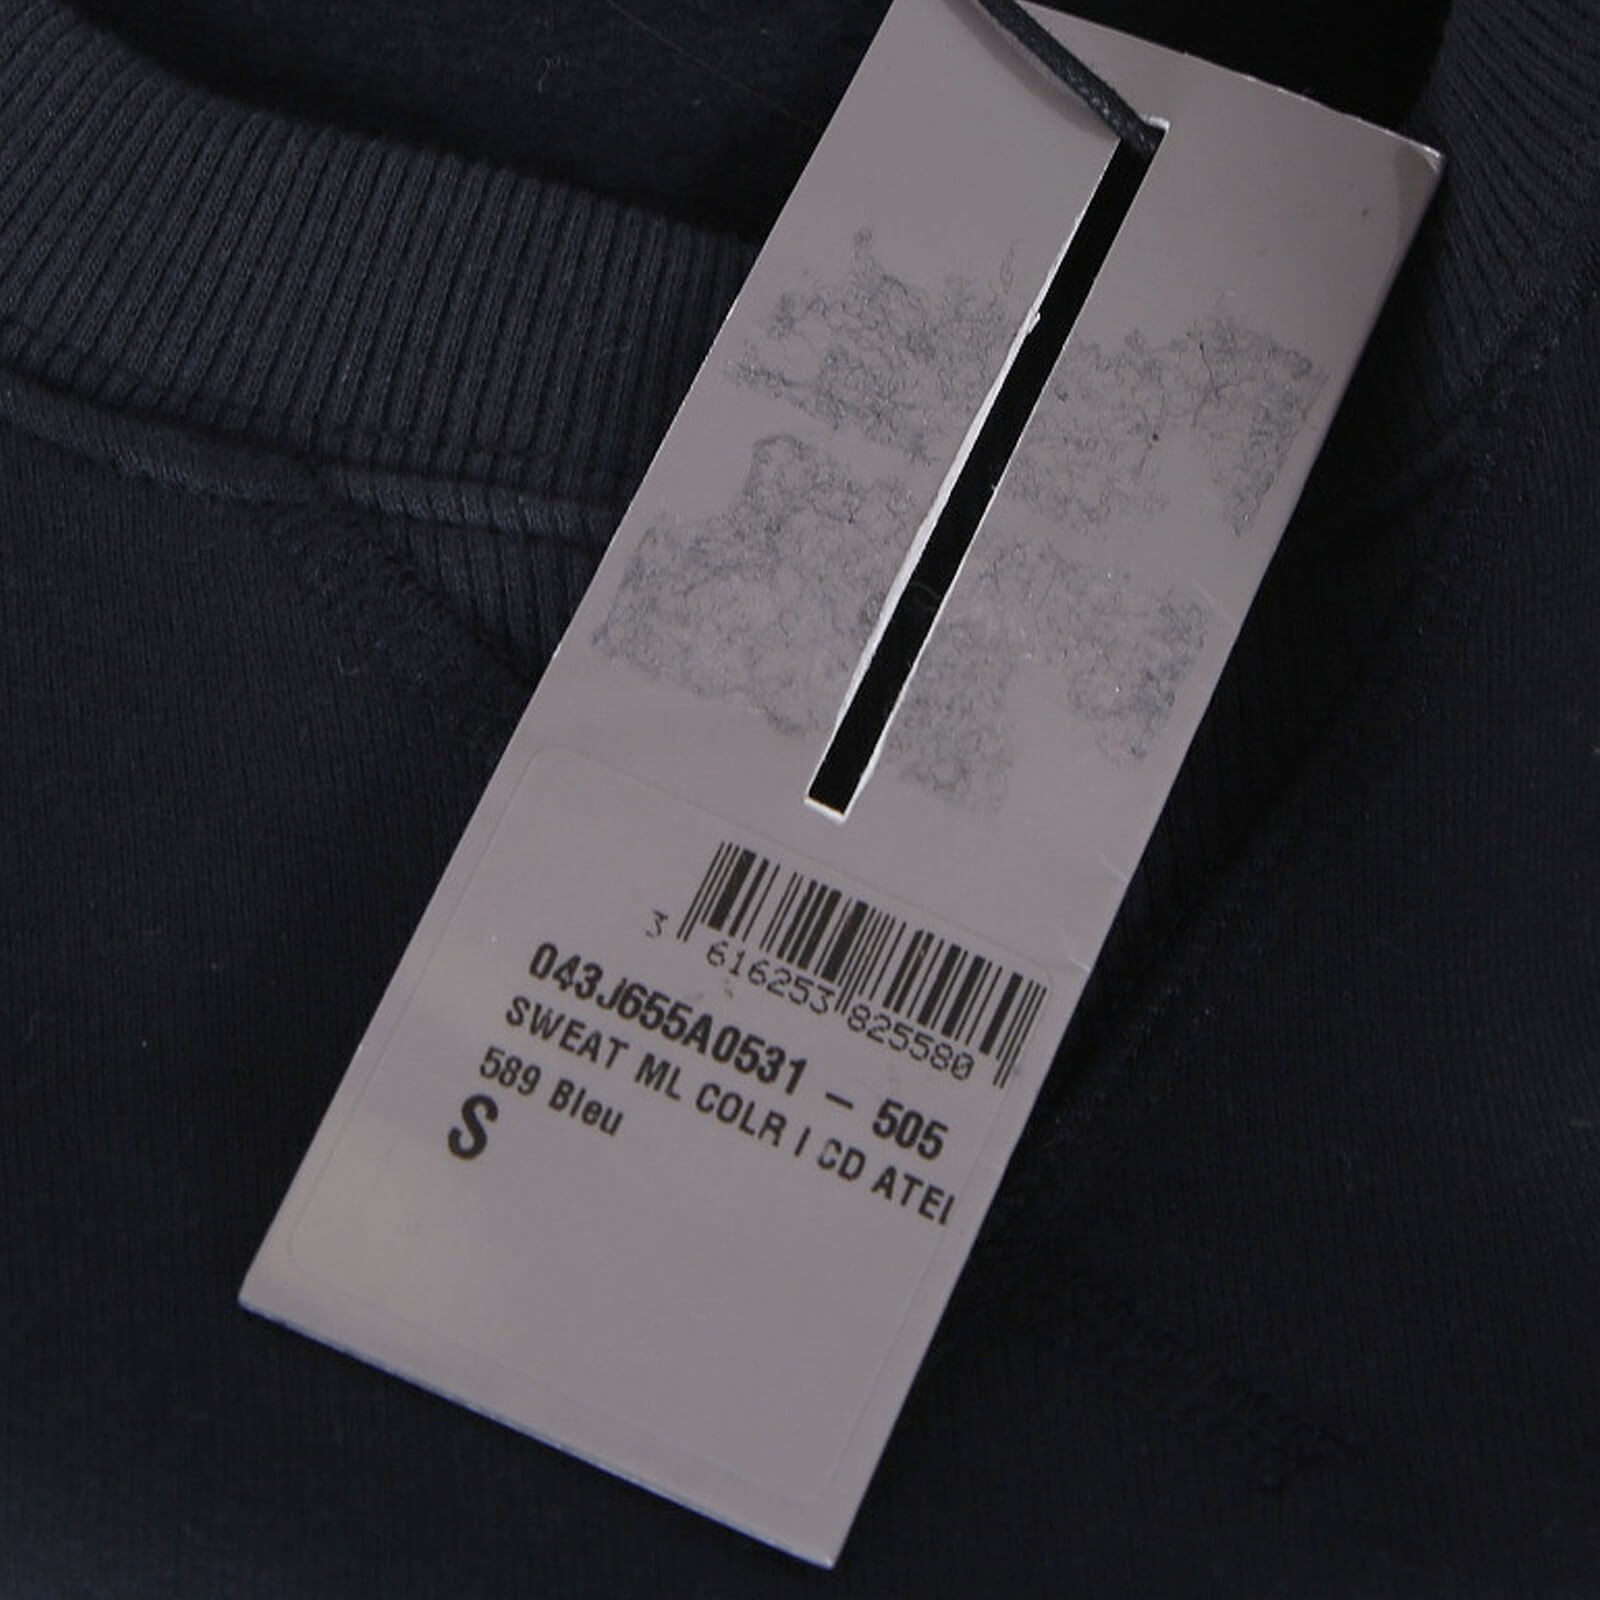 3 616253 825580
043J655A0531 – 505
SWEAT ML COLR I CD ATEI
589 Bleu
S